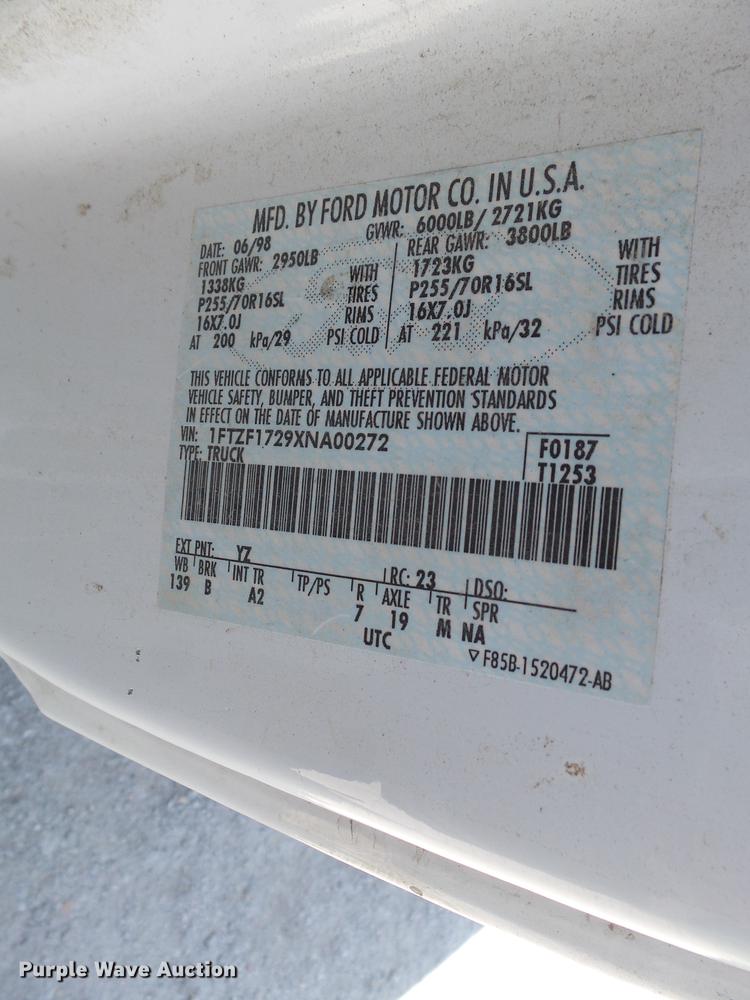 MFD. BY FORD MOTOR CO. IN U.S.A.
DATE: 06/98 GVWR: 6000LB/ 2721KG
FRONT GAWR: 2950LB REAR GAWR: 3800LB
1338KG WITH 1723KG WITH
P255/70R16SL TIRES P255/70R16SL TIRES
16X7.0J RIMS 16X7.0J RIMS
AT 200 kPa/29 PSI COLD AT 221 kPa/32 PSI COLD
THIS VEHICLE CONFORMS TO ALL APPLICABLE FEDERAL MOTOR
VEHICLE SAFETY, BUMPER, AND THEFT PREVENTION STANDARDS
IN EFFECT ON THE DATE OF MANUFACTURE SHOWN ABOVE.
VIN: 1FTZF1729XNA00272 F0187
TYPE: TRUCK T1253
EXT PNT: YZ RC: 23 DSO:
WB BRK INT TR TP/PS R AXLE TR SPR
139 B A2 7 19 M NA
UTC
▽F85B-1520472-AB
Purple Wave Auction